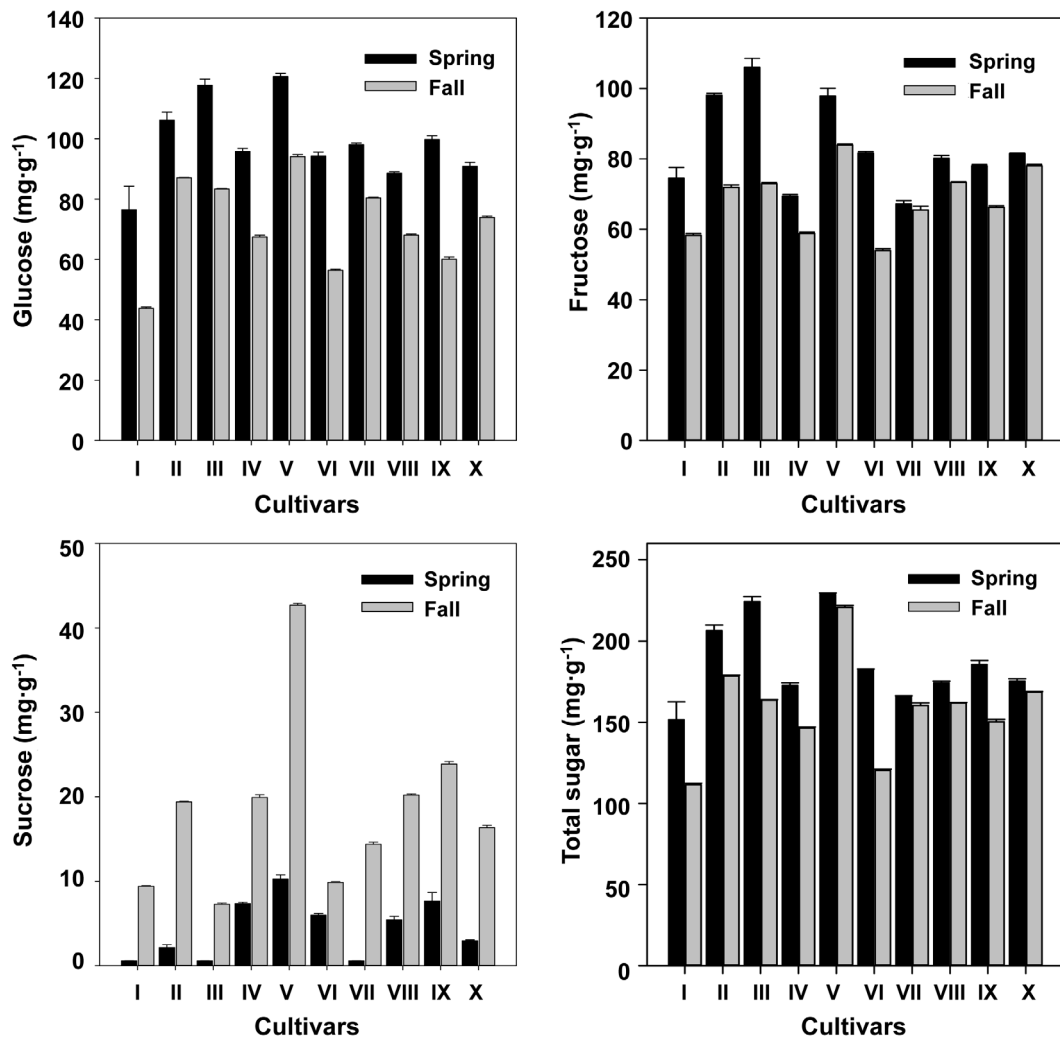 140
120
100
80
60
40
20
0
Glucose (mg·g⁻¹)
Spring
Fall
I II III IV V VI VII VIII IX X
Cultivars
120
100
80
60
40
20
0
Fructose (mg·g⁻¹)
Spring
Fall
I II III IV V VI VII VIII IX X
Cultivars
50
40
30
20
10
0
Sucrose (mg·g⁻¹)
Spring
Fall
I II III IV V VI VII VIII IX X
Cultivars
250
200
150
100
50
0
Total sugar (mg·g⁻¹)
Spring
Fall
I II III IV V VI VII VIII IX X
Cultivars